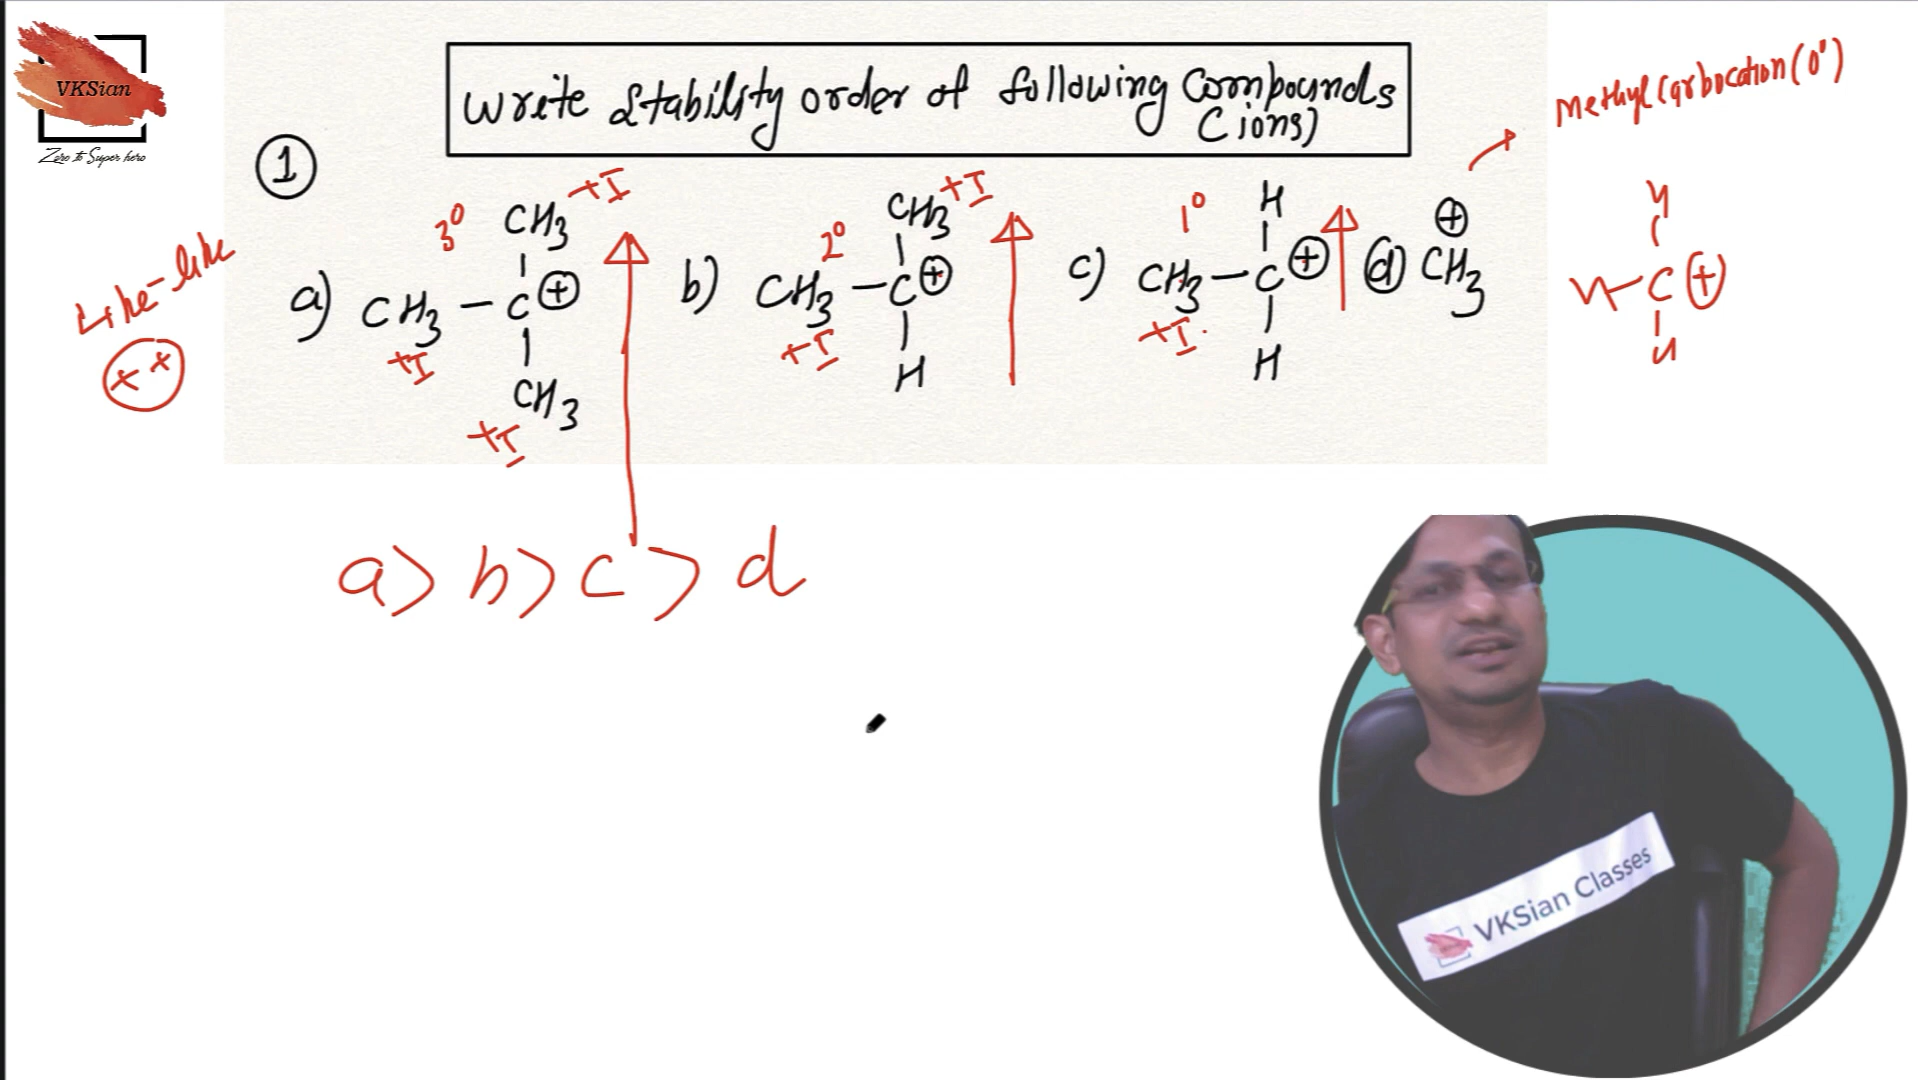 VKSian
Zero to Super hero
Write Stability order of following Compounds
(ions)
Methyl Carbocation (0°)
1
Like-like
+ +
a) CH3 - C ⊕
CH3
CH3
3°
+I
+I
+I
b) CH3 - C ⊕
CH3
H
2°
+I
+I
c) CH3 - C ⊕
H
H
1°
+I
d) CH3
⊕
H
H - C ⊕
H
a > b > c > d
VKSian Classes